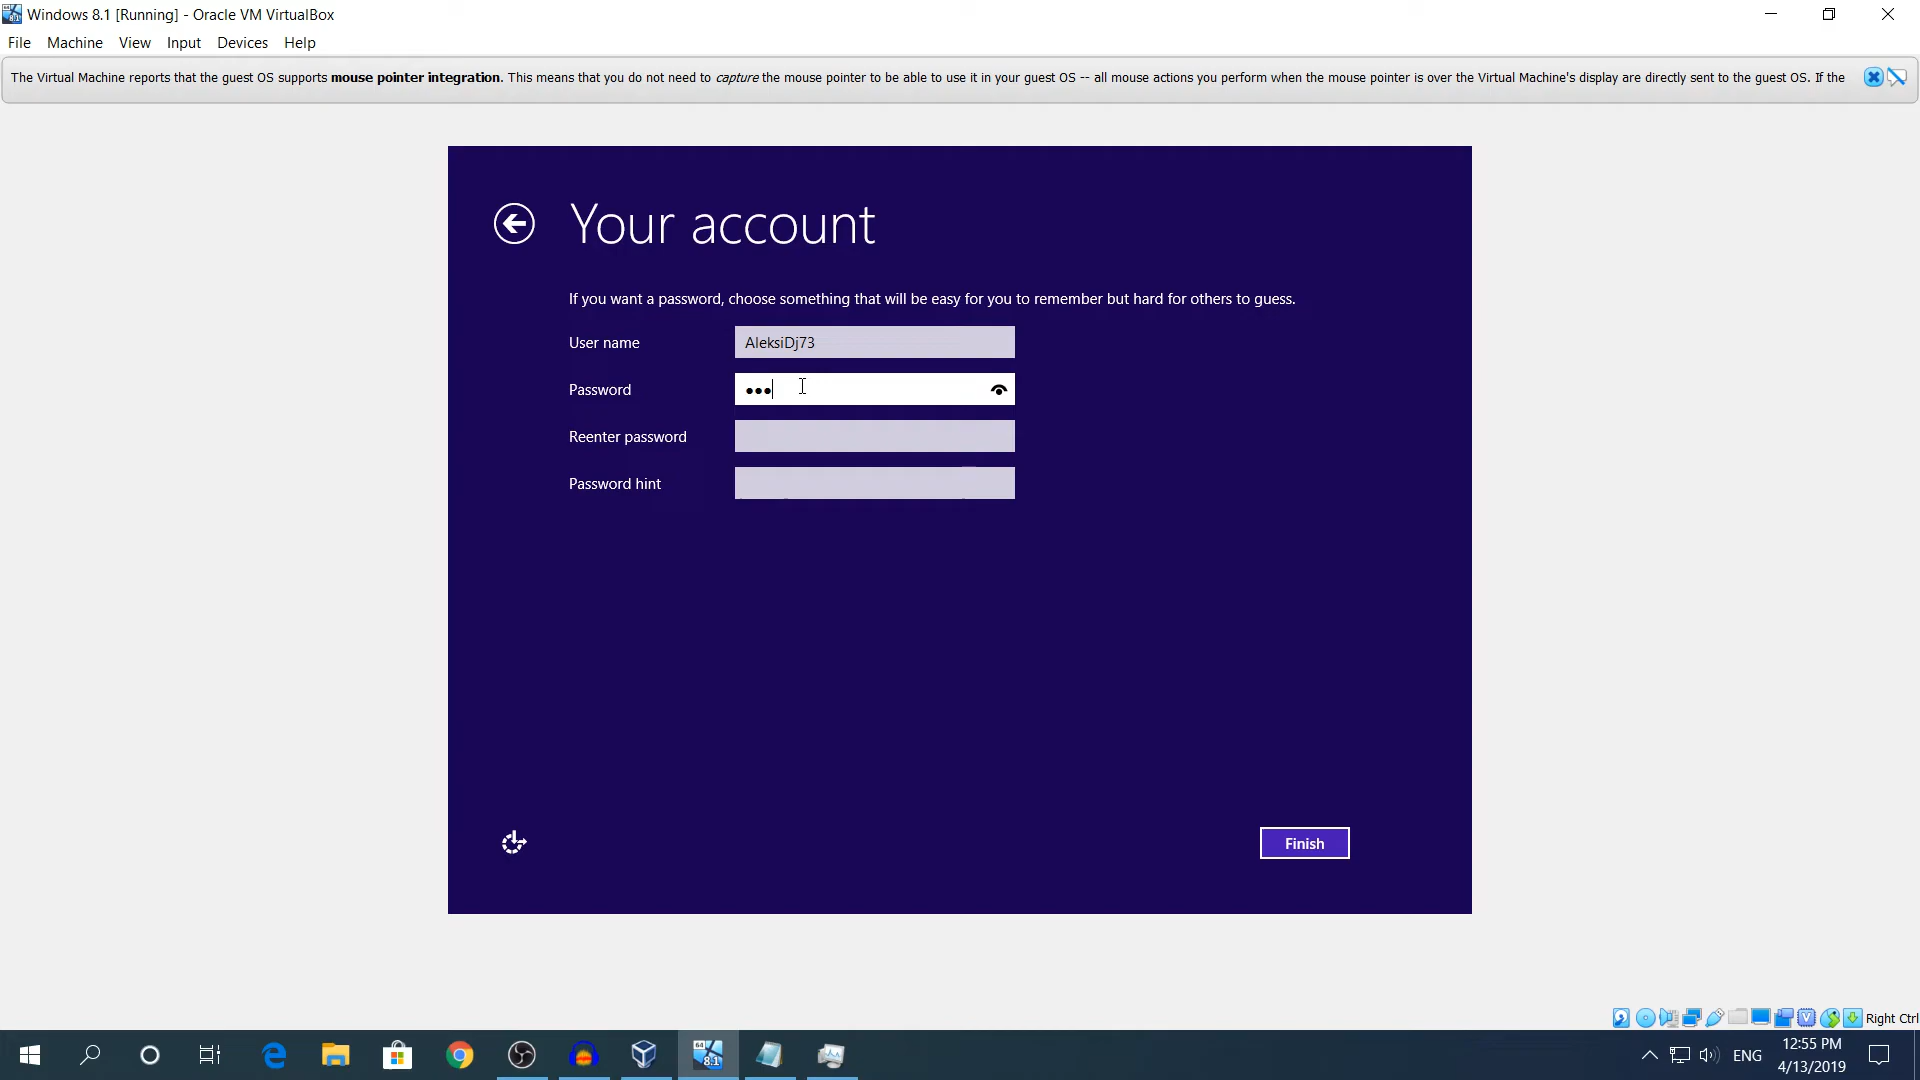 Windows 8.1 [Running] - Oracle VM VirtualBox
File Machine View Input Devices Help
The Virtual Machine reports that the guest OS supports mouse pointer integration. This means that you do not need to capture the mouse pointer to be able to use it in your guest OS -- all mouse actions you perform when the mouse pointer is over the Virtual Machine's display are directly sent to the guest OS. If the
Your account
If you want a password, choose something that will be easy for you to remember but hard for others to guess.
User name AleksiDj73
Password •••
Reenter password
Password hint
Finish
Right Ctrl
64
8.1
ENG
12:55 PM
4/13/2019